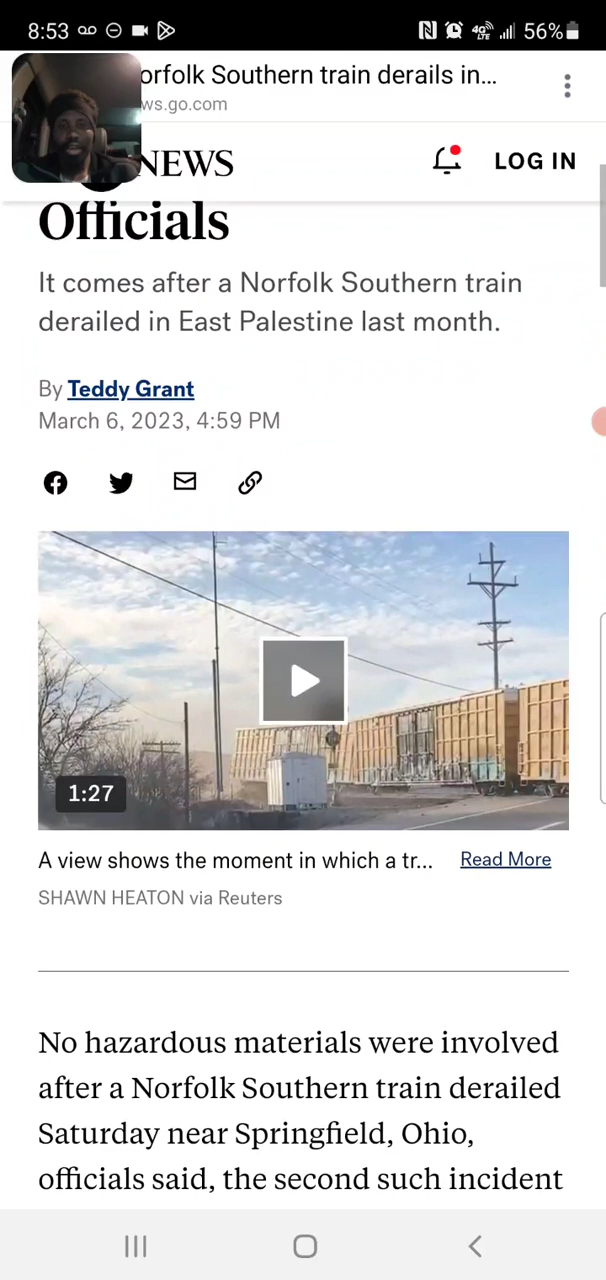 8:53
4G
LTE
56%
orfolk Southern train derails in...
ws.go.com
NEWS
LOG IN
Officials
It comes after a Norfolk Southern train
derailed in East Palestine last month.
By Teddy Grant
March 6, 2023, 4:59 PM
1:27
A view shows the moment in which a tr... Read More
SHAWN HEATON via Reuters
No hazardous materials were involved
after a Norfolk Southern train derailed
Saturday near Springfield, Ohio,
officials said, the second such incident